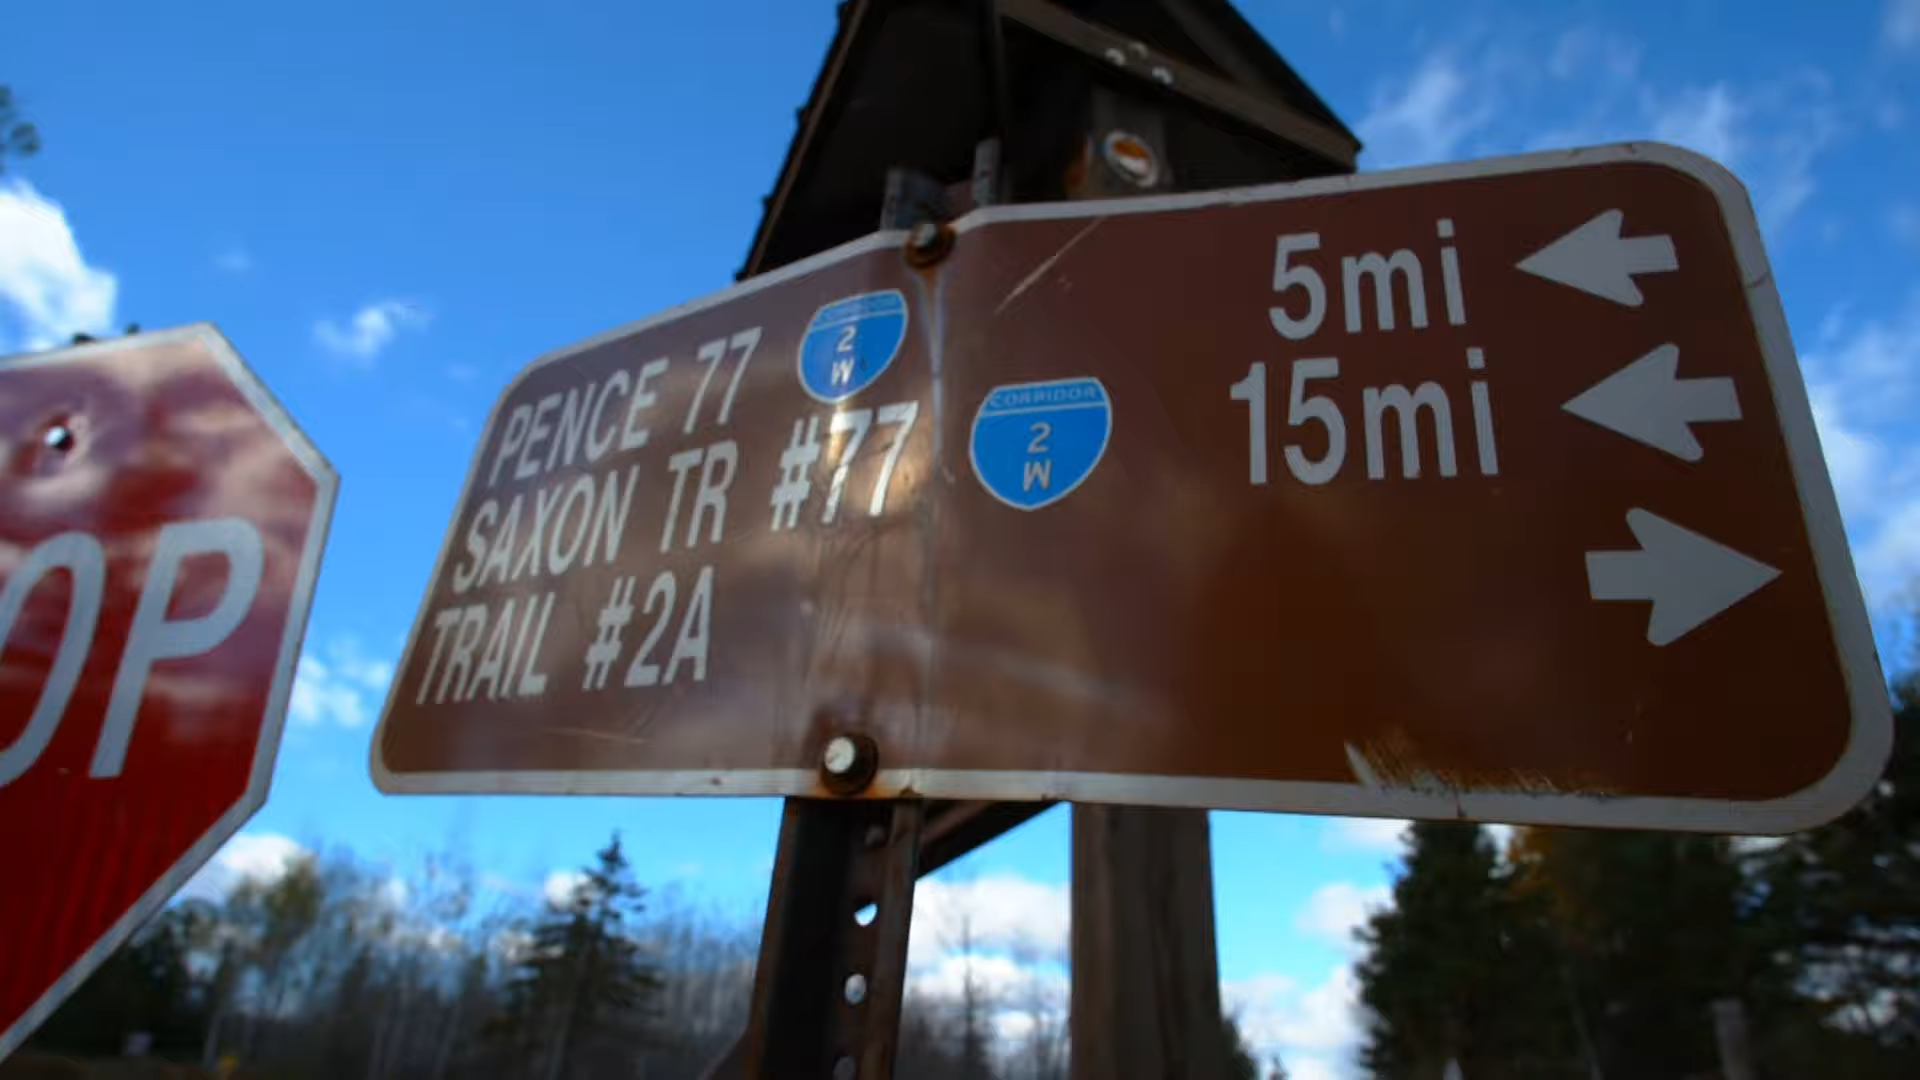 OP
PENCE 77 CORRIDOR 2 W 5mi
SAXON TR #77 CORRIDOR 2 W 15mi
TRAIL #2A